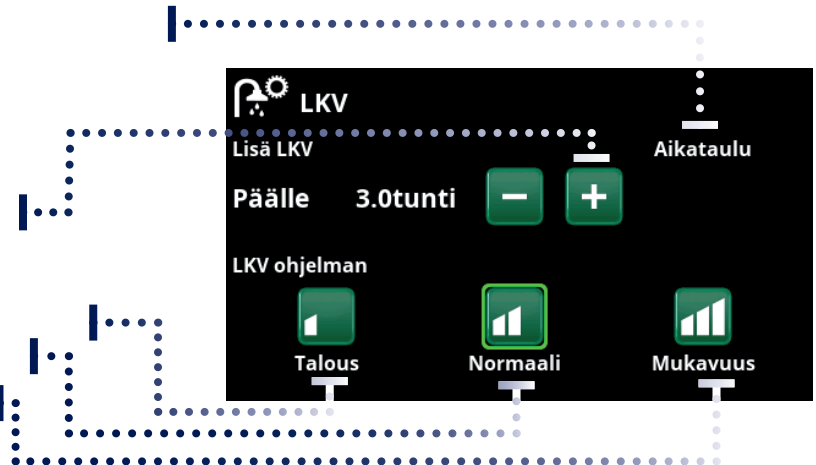 LKV
Lisä LKV
Aikataulu
Päälle 3.0tunti − +
LKV ohjelman
Talous Normaali Mukavuus